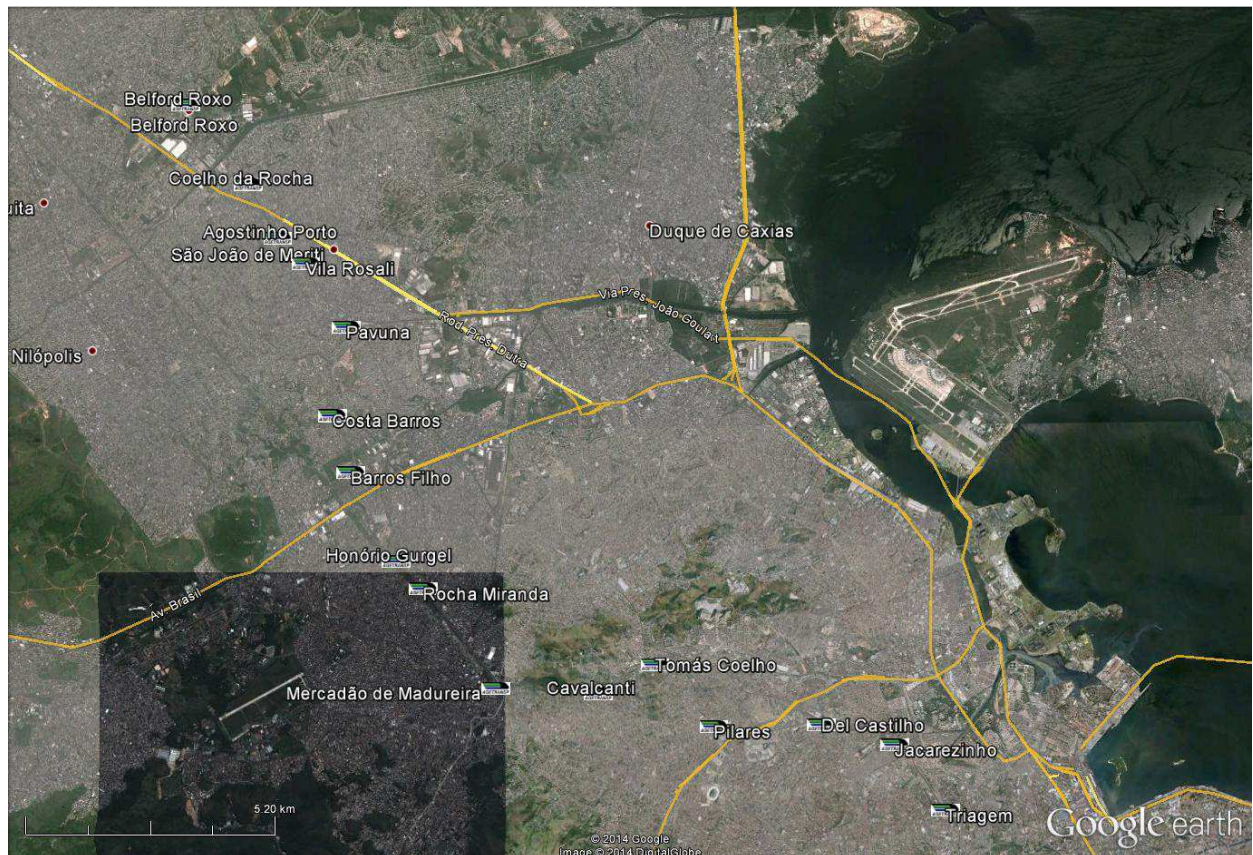 Belford Roxo
Belford Roxo
Coelho da Rocha
uita
Agostinho Porto
Duque de Caxias
São João de Meriti
Vila Rosali
Via Pres. João Goulart
Rod. Pres. Dutra
Pavuna
Nilópolis
Costa Barros
Barros Filho
Honório Gurgel
Rocha Miranda
Av. Brasil
Tomás Coelho
Mercadão de Madureira
Cavalcanti
Pilares
Del Castilho
Jacarezinho
5.20 km
Triagem
Google earth
© 2014 Google
Image © 2014 DigitalGlobe